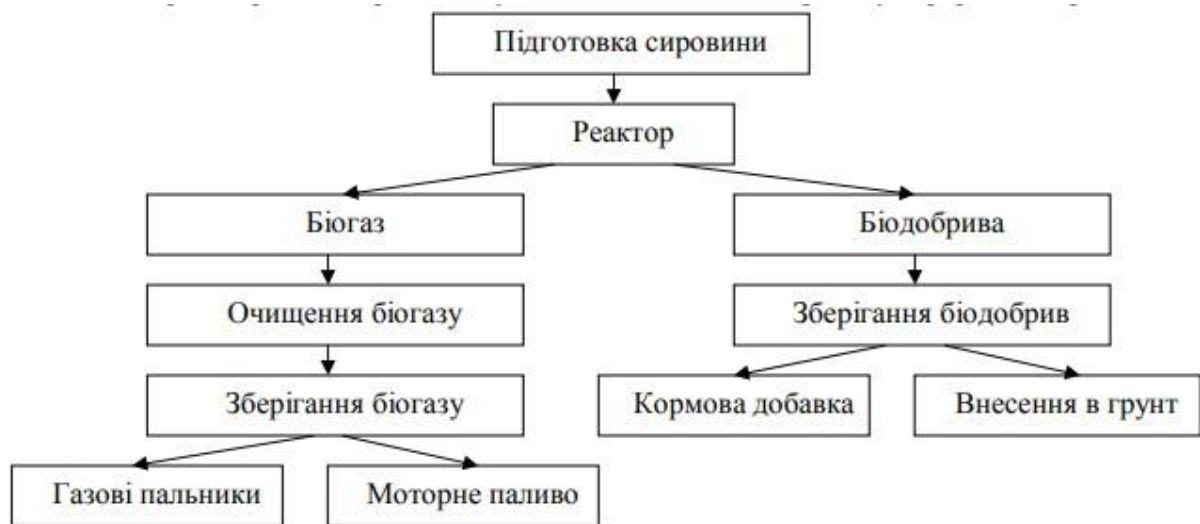 Підготовка сировини
Реактор
Біогаз
Біодобрива
Очищення біогазу
Зберігання біодобрив
Зберігання біогазу
Кормова добавка
Внесення в грунт
Газові пальники
Моторне паливо